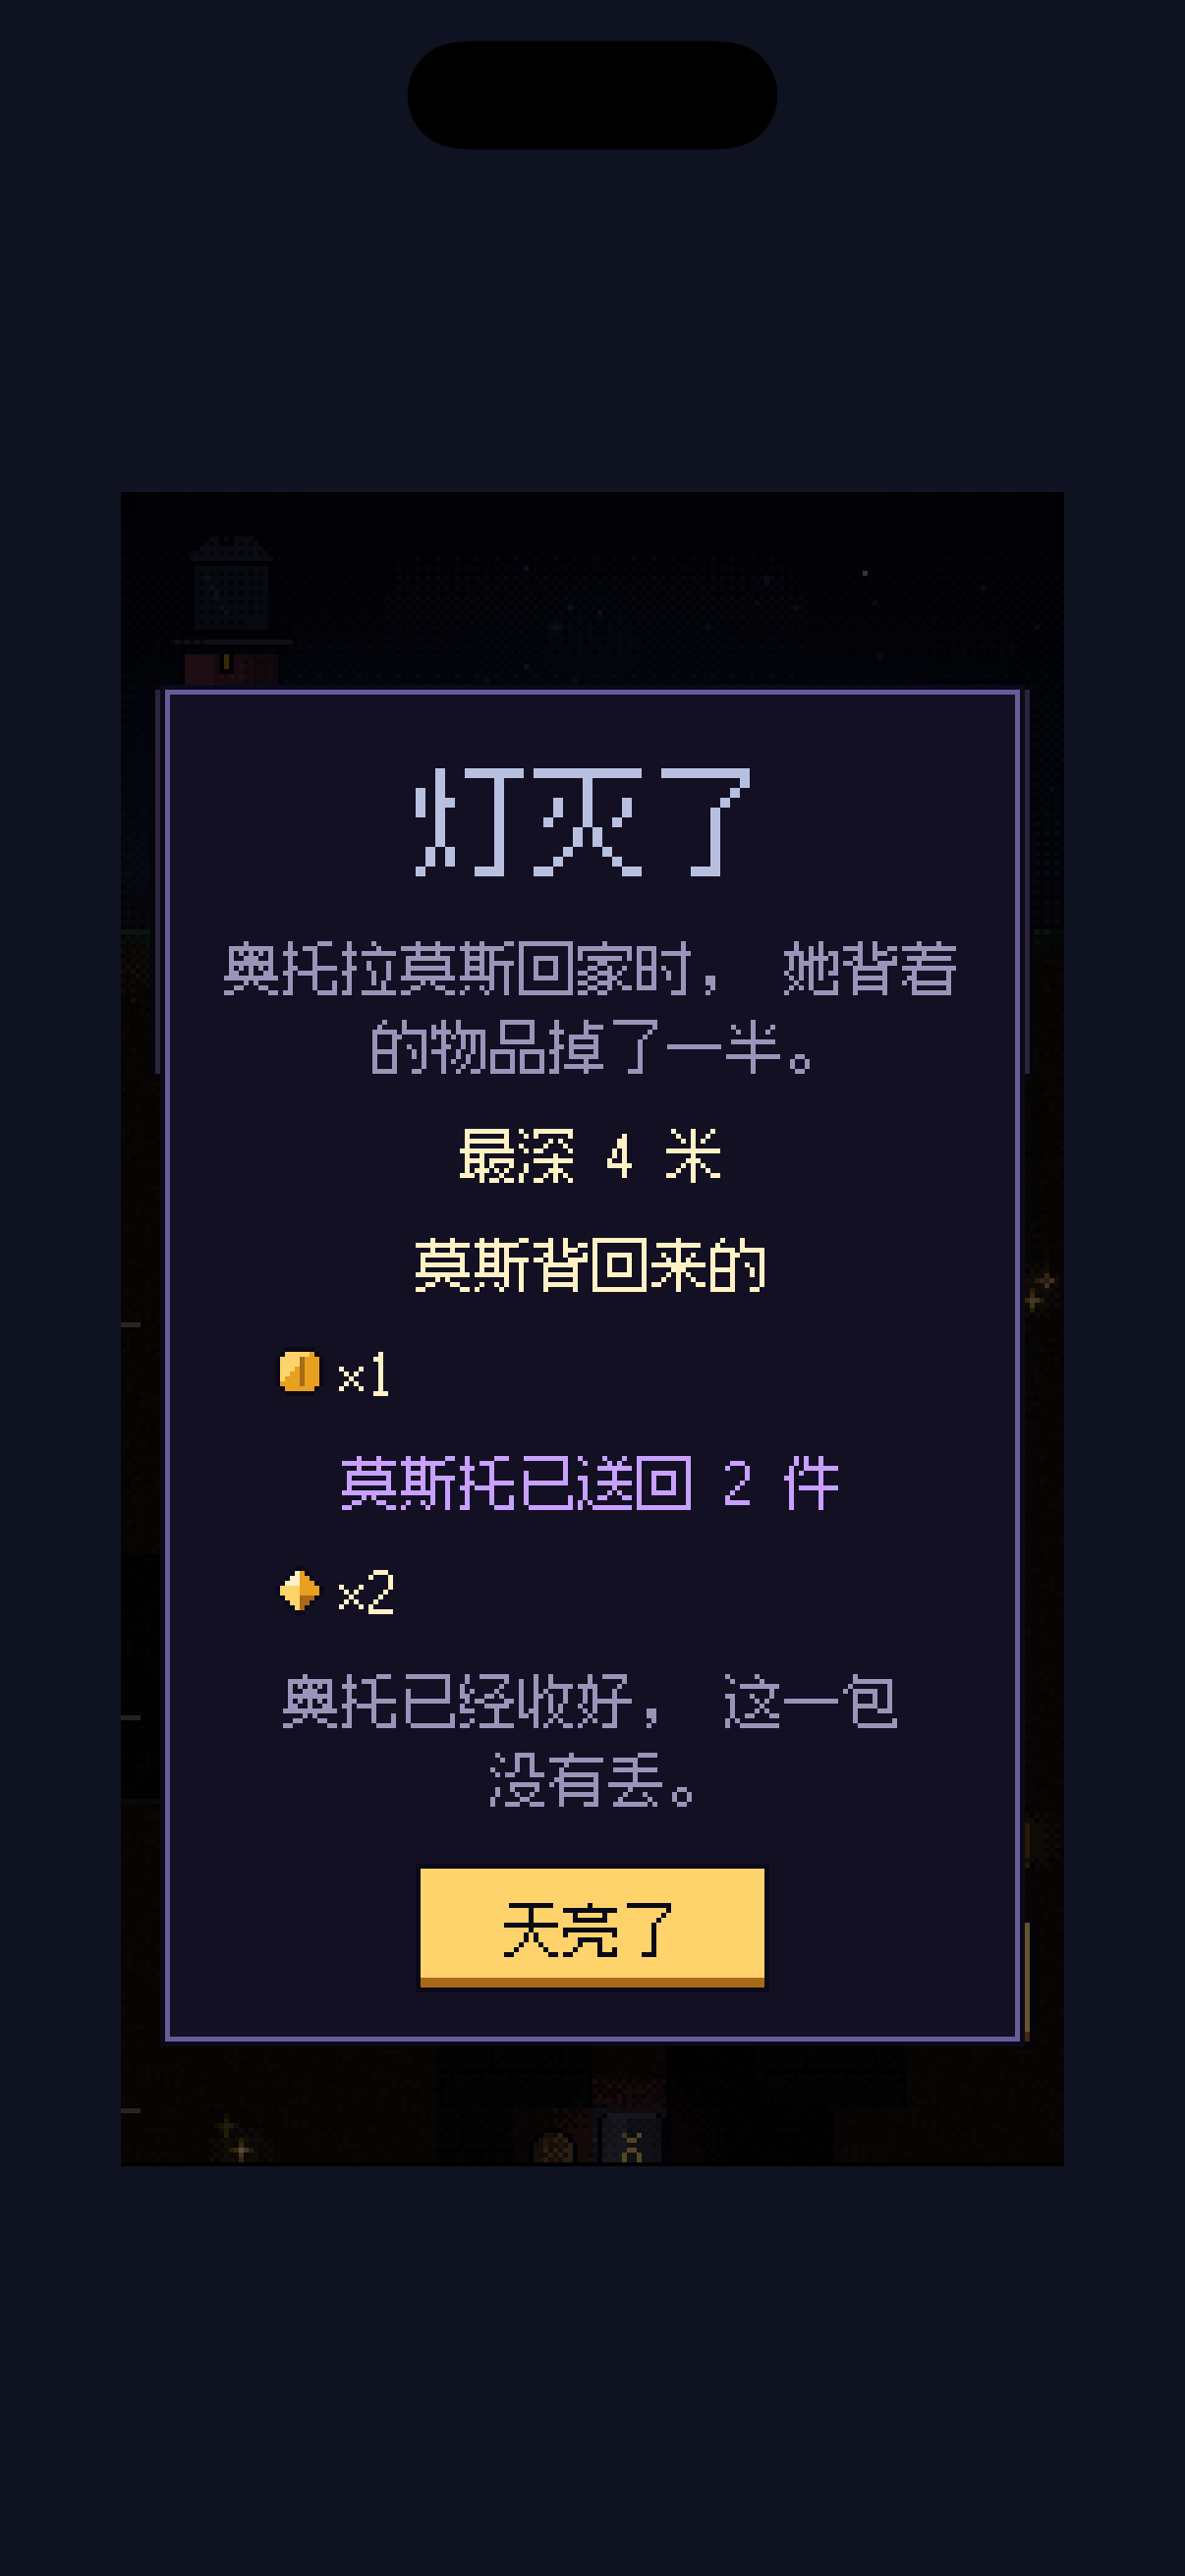 灯灭了
奥托拉莫斯回家时， 她背着
的物品掉了一半。
最深 4 米
莫斯背回来的
×1
莫斯托已送回 2 件
×2
奥托已经收好， 这一包
没有丢。
天亮了